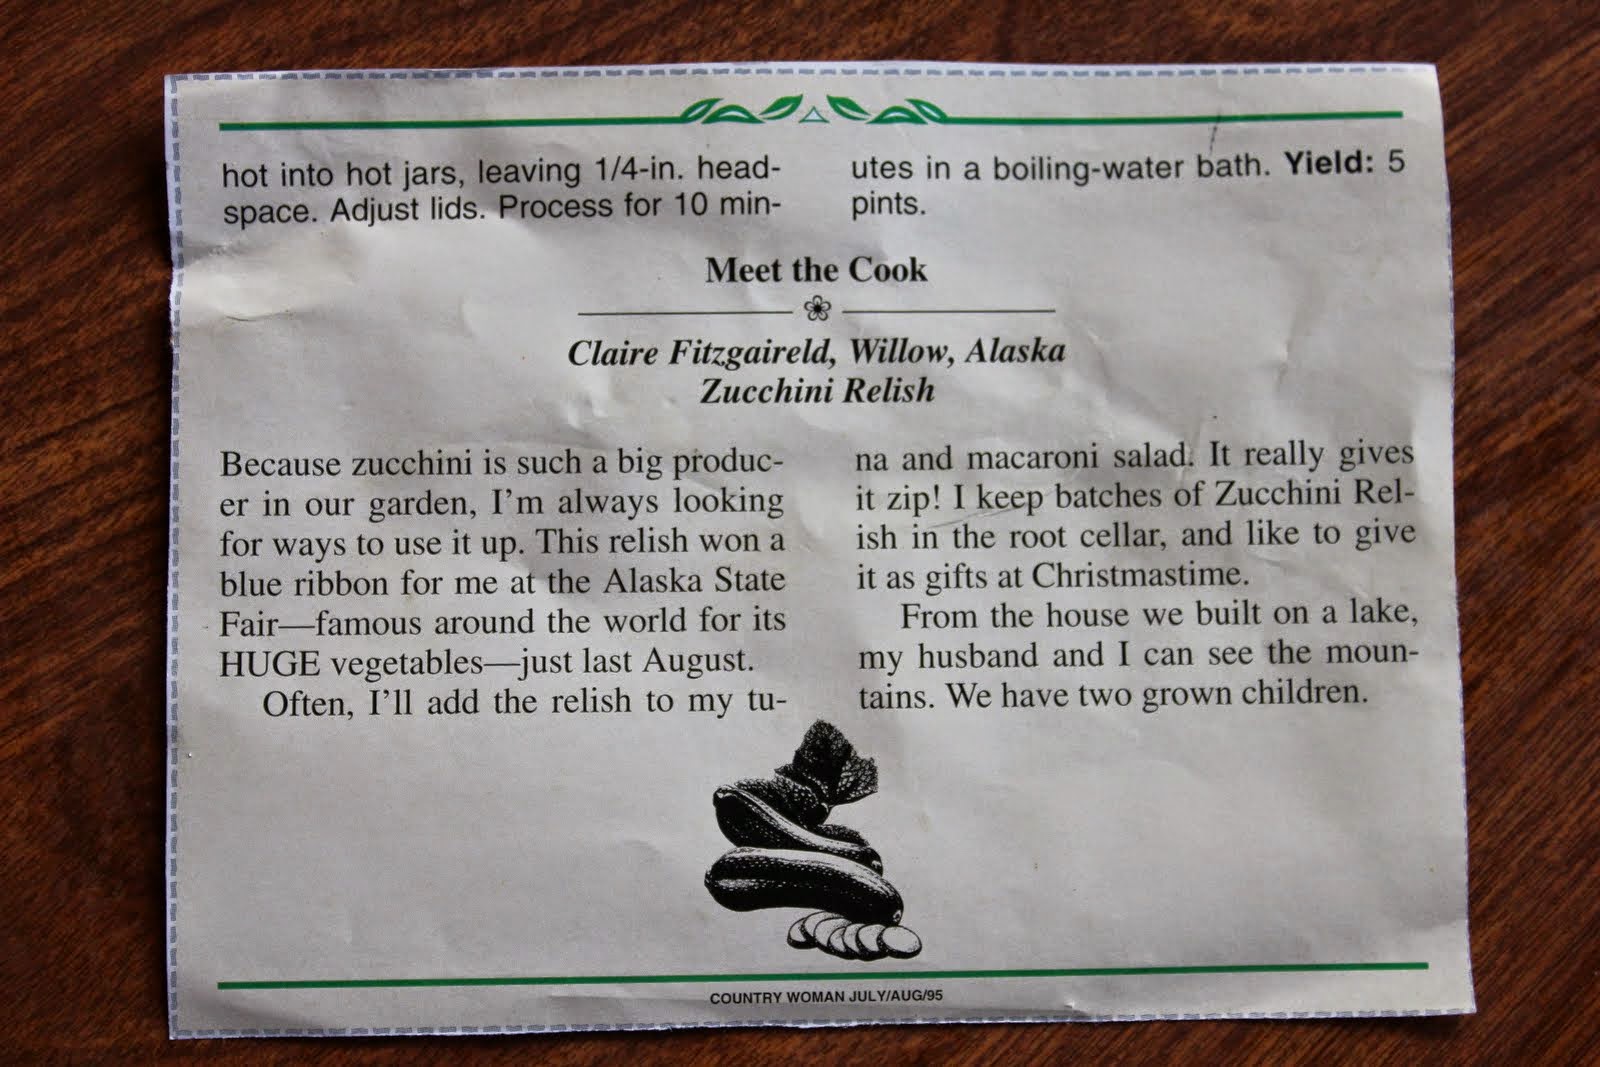 hot into hot jars, leaving 1/4-in. head-
space. Adjust lids. Process for 10 min-
utes in a boiling-water bath. Yield: 5
pints.
Meet the Cook
Claire Fitzgaireld, Willow, Alaska
Zucchini Relish
Because zucchini is such a big produc-
er in our garden, I'm always looking
for ways to use it up. This relish won a
blue ribbon for me at the Alaska State
Fair—famous around the world for its
HUGE vegetables—just last August.
Often, I'll add the relish to my tu-
na and macaroni salad. It really gives
it zip! I keep batches of Zucchini Rel-
ish in the root cellar, and like to give
it as gifts at Christmastime.
From the house we built on a lake,
my husband and I can see the moun-
tains. We have two grown children.
COUNTRY WOMAN JULY/AUG/95